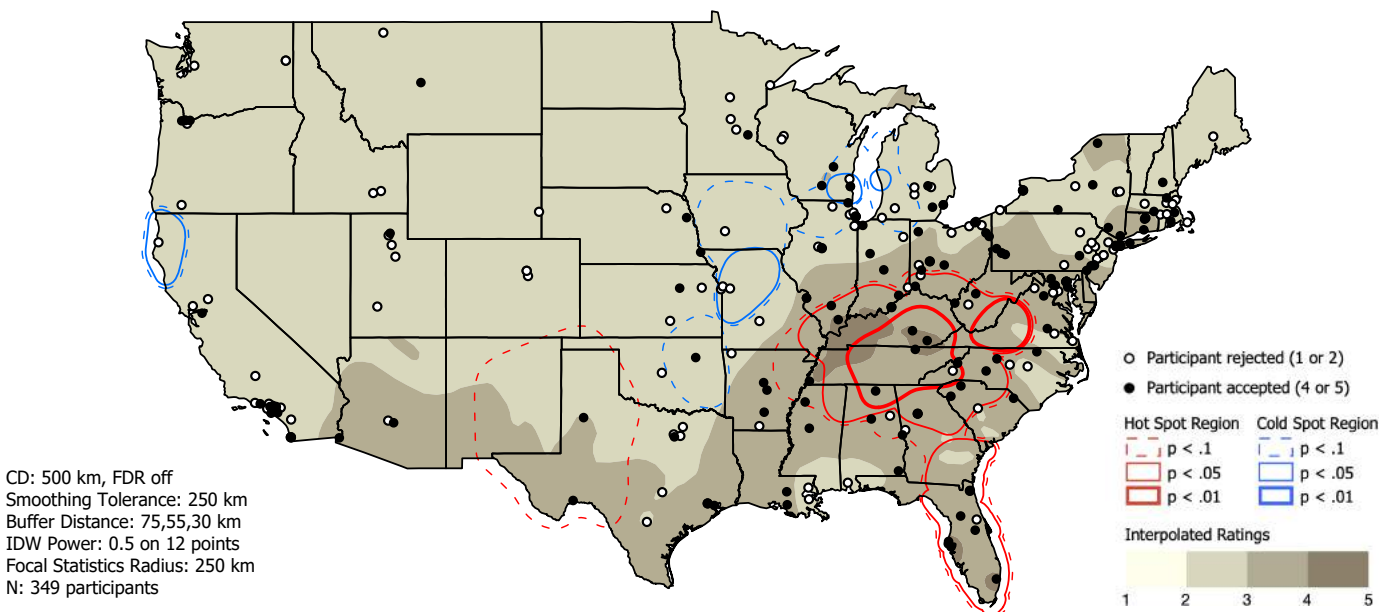 CD: 500 km, FDR off
Smoothing Tolerance: 250 km
Buffer Distance: 75,55,30 km
IDW Power: 0.5 on 12 points
Focal Statistics Radius: 250 km
N: 349 participants
Participant rejected (1 or 2)
Participant accepted (4 or 5)
Hot Spot Region
p < .1
p < .05
p < .01
Cold Spot Region
p < .1
p < .05
p < .01
Interpolated Ratings
1 2 3 4 5